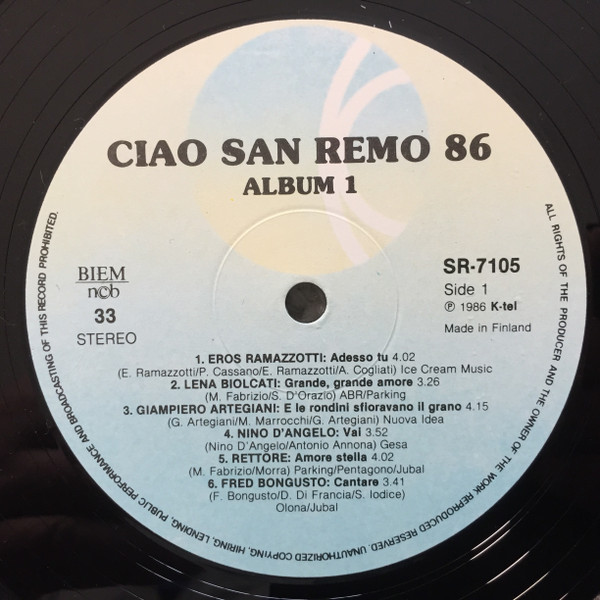 CIAO SAN REMO 86
ALBUM 1
BIEM
ncb
33
STEREO
SR-7105
Side 1
℗ 1986 K-tel
Made in Finland
1. EROS RAMAZZOTTI: Adesso tu 4.02
(E. Ramazzotti/P. Cassano/E. Ramazzotti/A. Cogliati) Ice Cream Music
2. LENA BIOLCATI: Grande, grande amore 3.26
(M. Fabrizio/S. D'Orazio) ABR/Parking
3. GIAMPIERO ARTEGIANI: E le rondini sfioravano il grano 4.15
(G. Artegiani/M. Marrocchi/G. Artegiani) Nuova Idea
4. NINO D'ANGELO: Vai 3.52
(Nino D'Angelo/Antonio Annona) Gesa
5. RETTORE: Amore stella 4.02
(M. Fabrizio/Morra) Parking/Pentagono/Jubal
6. FRED BONGUSTO: Cantare 3.41
(F. Bongusto/D. Di Francia/S. Iodice)
Olona/Jubal
ALL RIGHTS OF THE PRODUCER AND THE OWNER OF THE WORK REPRODUCED RESERVED. UNAUTHORIZED COPYING, HIRING, LENDING, PUBLIC PERFORMANCE AND BROADCASTING OF THIS RECORD PROHIBITED.